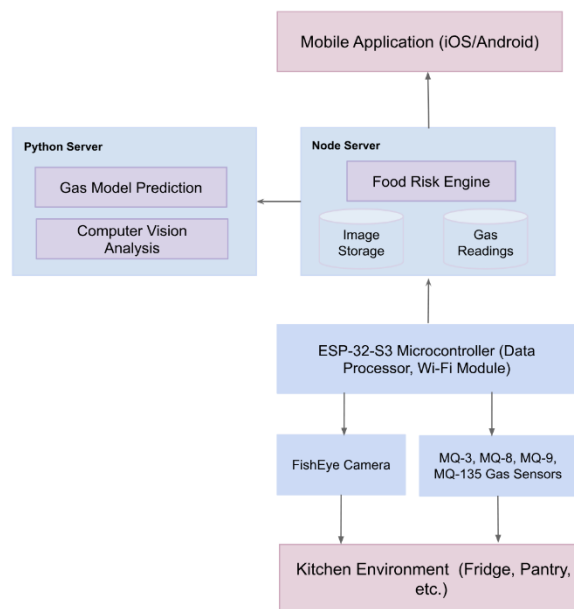 Mobile Application (iOS/Android)
Python Server
Gas Model Prediction
Computer Vision
Analysis
Node Server
Food Risk Engine
Image
Storage
Gas
Readings
ESP-32-S3 Microcontroller (Data
Processor, Wi-Fi Module)
FishEye Camera
MQ-3, MQ-8, MQ-9,
MQ-135 Gas Sensors
Kitchen Environment  (Fridge, Pantry,
etc.)